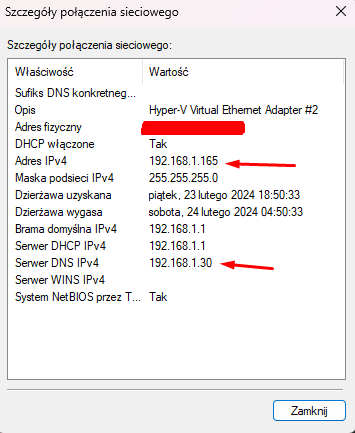 Szczegóły połączenia sieciowego
Szczegóły połączenia sieciowego:
Właściwość Wartość
Sufiks DNS konkretneg...
Opis Hyper-V Virtual Ethernet Adapter #2
Adres fizyczny
DHCP włączone Tak
Adres IPv4 192.168.1.165
Maska podsieci IPv4 255.255.255.0
Dzierżawa uzyskana piątek, 23 lutego 2024 18:50:33
Dzierżawa wygasa sobota, 24 lutego 2024 04:50:33
Brama domyślna IPv4 192.168.1.1
Serwer DHCP IPv4 192.168.1.1
Serwer DNS IPv4 192.168.1.30
Serwer WINS IPv4
System NetBIOS przez T... Tak
Zamknij